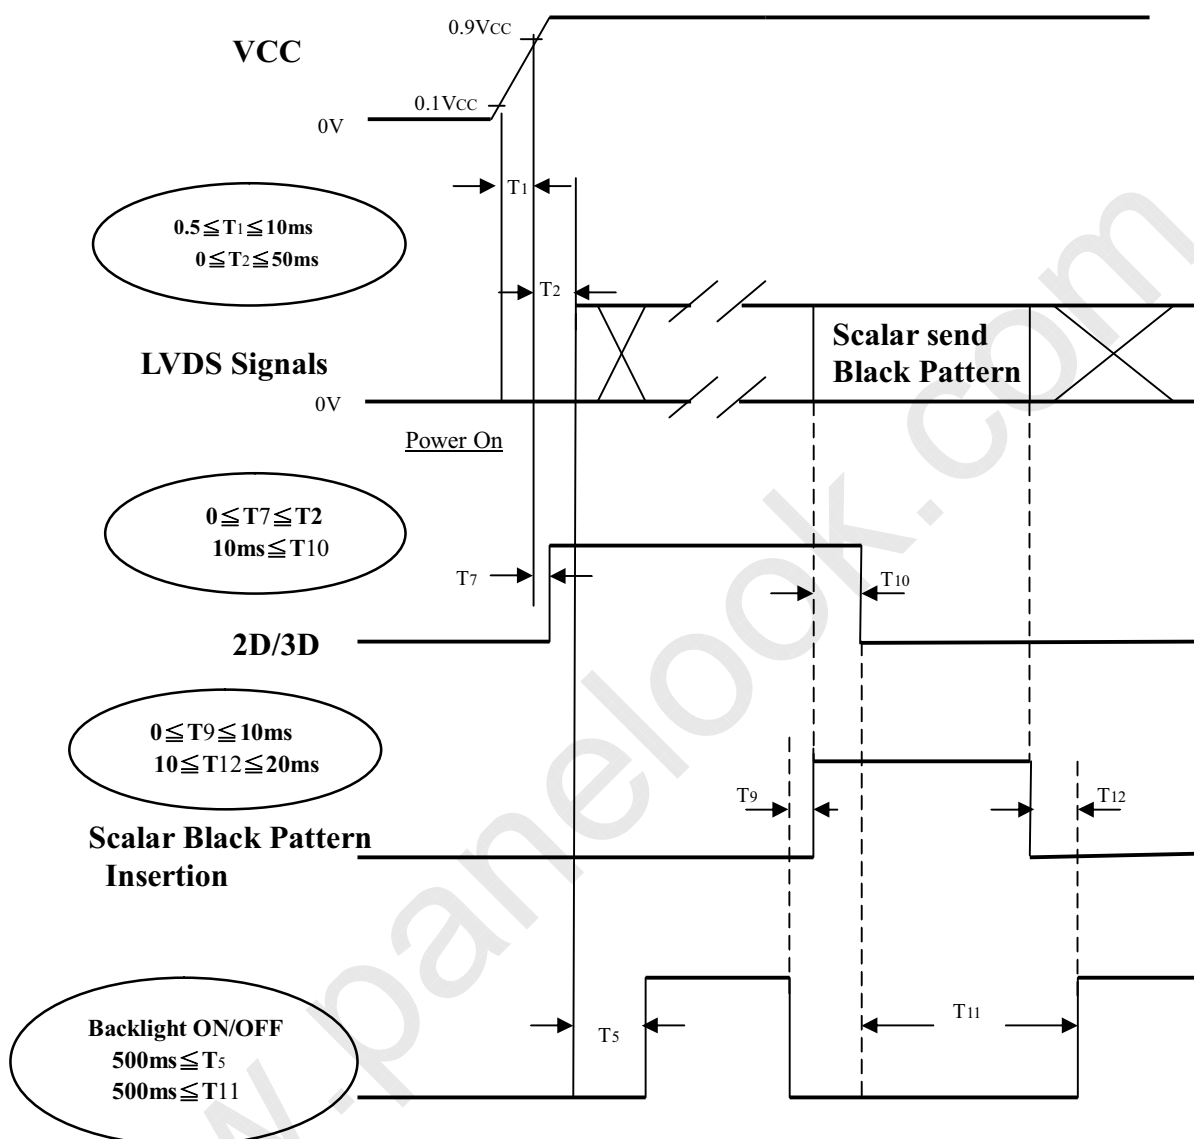 0.9VCC
VCC
0.1VCC
0V
T1
0.5≦T1≦10ms
0≦T2≦50ms
T2
Scalar send
Black Pattern
LVDS Signals
0V
Power On
0≦T7≦T2
10ms≦T10
T7
T10
2D/3D
0≦T9≦10ms
10≦T12≦20ms
T9
T12
Scalar Black Pattern
Insertion
Backlight ON/OFF
500ms≦T5
500ms≦T11
T5
T11
w.panelook.com